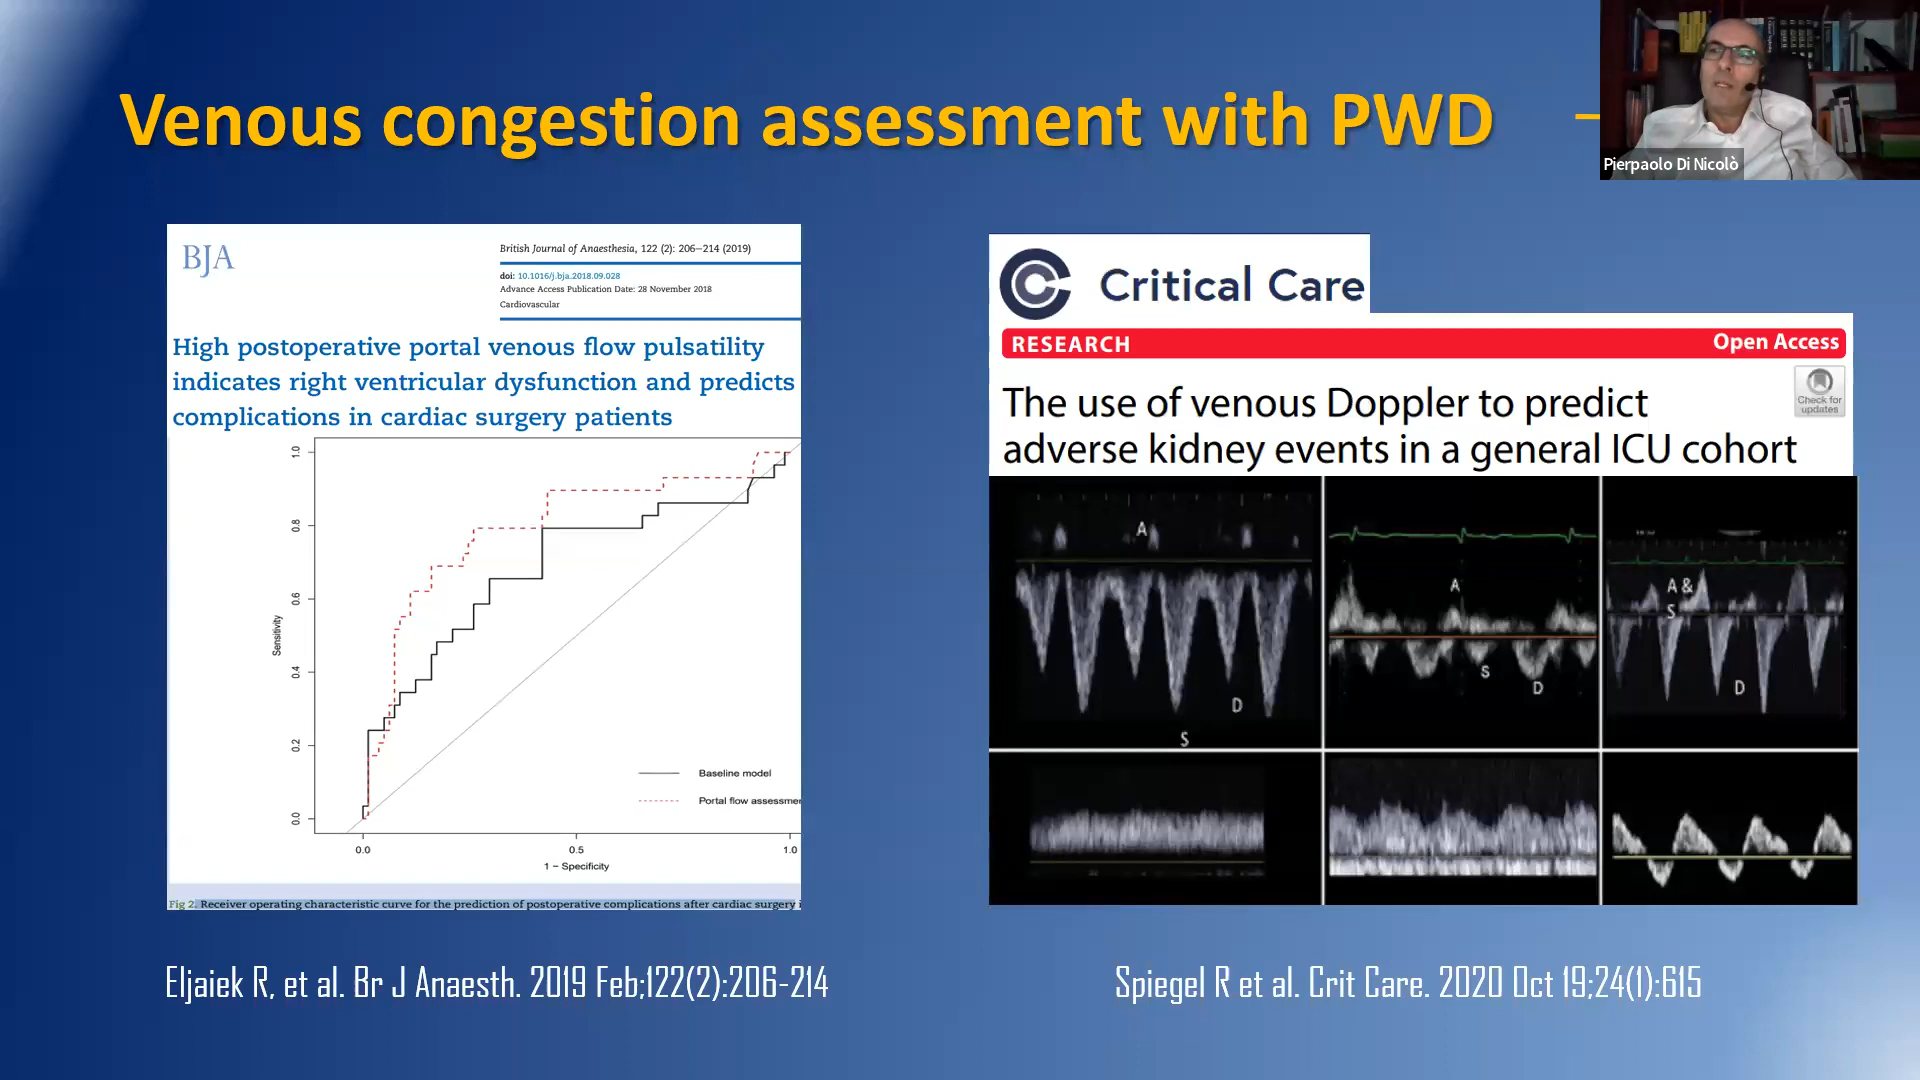 Venous congestion assessment with PWD
Pierpaolo Di Nicolò
BJA
British Journal of Anaesthesia, 122 (2): 206–214 (2019)
doi: 10.1016/j.bja.2018.09.028
Advance Access Publication Date: 28 November 2018
Cardiovascular
High postoperative portal venous flow pulsatility
indicates right ventricular dysfunction and predicts
complications in cardiac surgery patients
1.0
0.8
0.6
0.4
0.2
0.0
Sensitivity
Baseline model
Portal flow assessmen
0.0 0.5 1.0
1 − Specificity
Fig 2. Receiver operating characteristic curve for the prediction of postoperative complications after cardiac surgery i
Eljaiek R, et al. Br J Anaesth. 2019 Feb;122(2):206-214
Critical Care
RESEARCH Open Access
Check for
updates
The use of venous Doppler to predict
adverse kidney events in a general ICU cohort
A
D
S
A
S
D
A &
S
D
Spiegel R et al. Crit Care. 2020 Oct 19;24(1):615